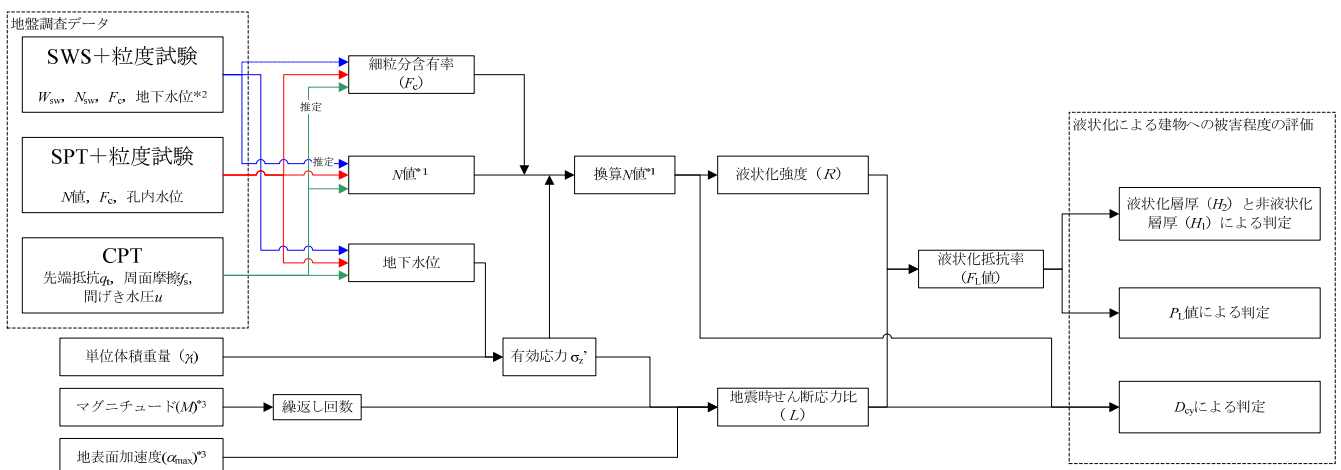 地盤調査データ
SWS+粒度試験
Wsw, Nsw, Fc, 地下水位*2
SPT+粒度試験
N値, Fc, 孔内水位
CPT
先端抵抗qt, 周面摩擦fs,
間げき水圧u
単位体積重量（γt）
マグニチュード(M)*3
地表面加速度(αmax)*3
繰返し回数
細粒分含有率
（Fc）
推定
推定
N値*1
地下水位
有効応力σz'
換算N値*1
液状化強度（R）
地震時せん断応力比
（L）
液状化抵抗率
（FL値）
液状化による建物への被害程度の評価
液状化層厚（H2）と非液状化
層厚（H1）による判定
PL値による判定
Dcyによる判定